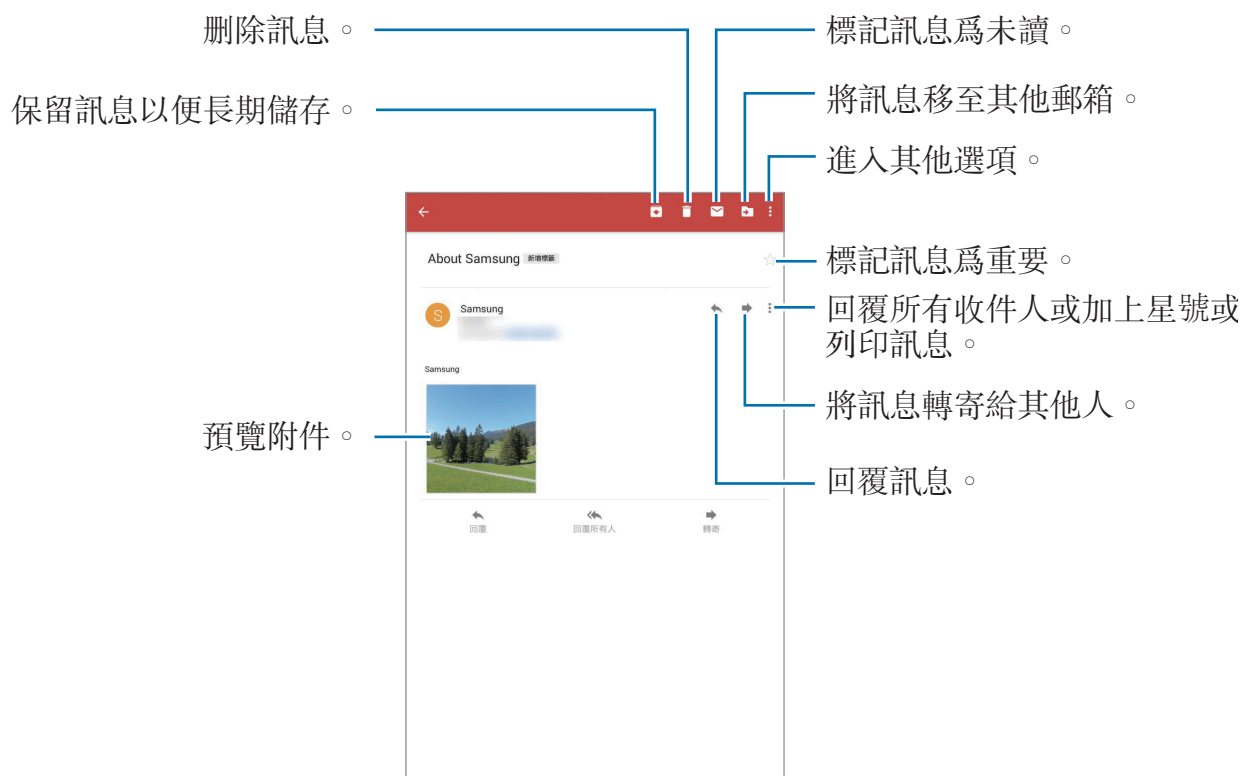 刪除訊息。
標記訊息爲未讀。
保留訊息以便長期儲存。
將訊息移至其他郵箱。
進入其他選項。
About Samsung 新增標籤
標記訊息爲重要。
S
Samsung
回覆所有收件人或加上星號或
列印訊息。
Samsung
將訊息轉寄給其他人。
預覽附件。
回覆訊息。
回覆
回覆所有人
轉寄